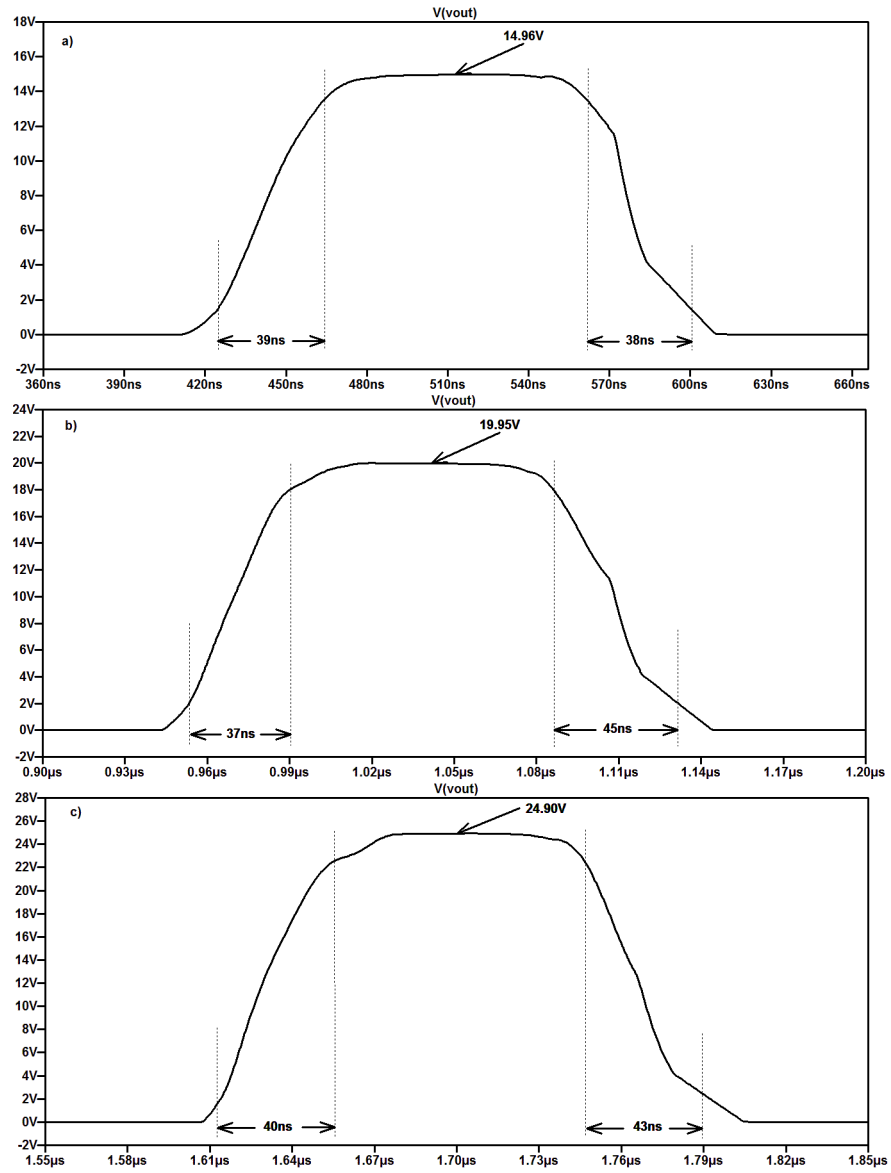 V(vout)
18V
a)
14.96V
16V
14V
12V
10V
8V
6V
4V
2V
0V
39ns
38ns
-2V
360ns 390ns 420ns 450ns 480ns 510ns 540ns 570ns 600ns 630ns 660ns
V(vout)
24V
b)
19.95V
22V
20V
18V
16V
14V
12V
10V
8V
6V
4V
2V
0V
37ns
45ns
-2V
0.90µs 0.93µs 0.96µs 0.99µs 1.02µs 1.05µs 1.08µs 1.11µs 1.14µs 1.17µs 1.20µs
V(vout)
28V
c)
24.90V
26V
24V
22V
20V
18V
16V
14V
12V
10V
8V
6V
4V
2V
0V
40ns
43ns
-2V
1.55µs 1.58µs 1.61µs 1.64µs 1.67µs 1.70µs 1.73µs 1.76µs 1.79µs 1.82µs 1.85µs